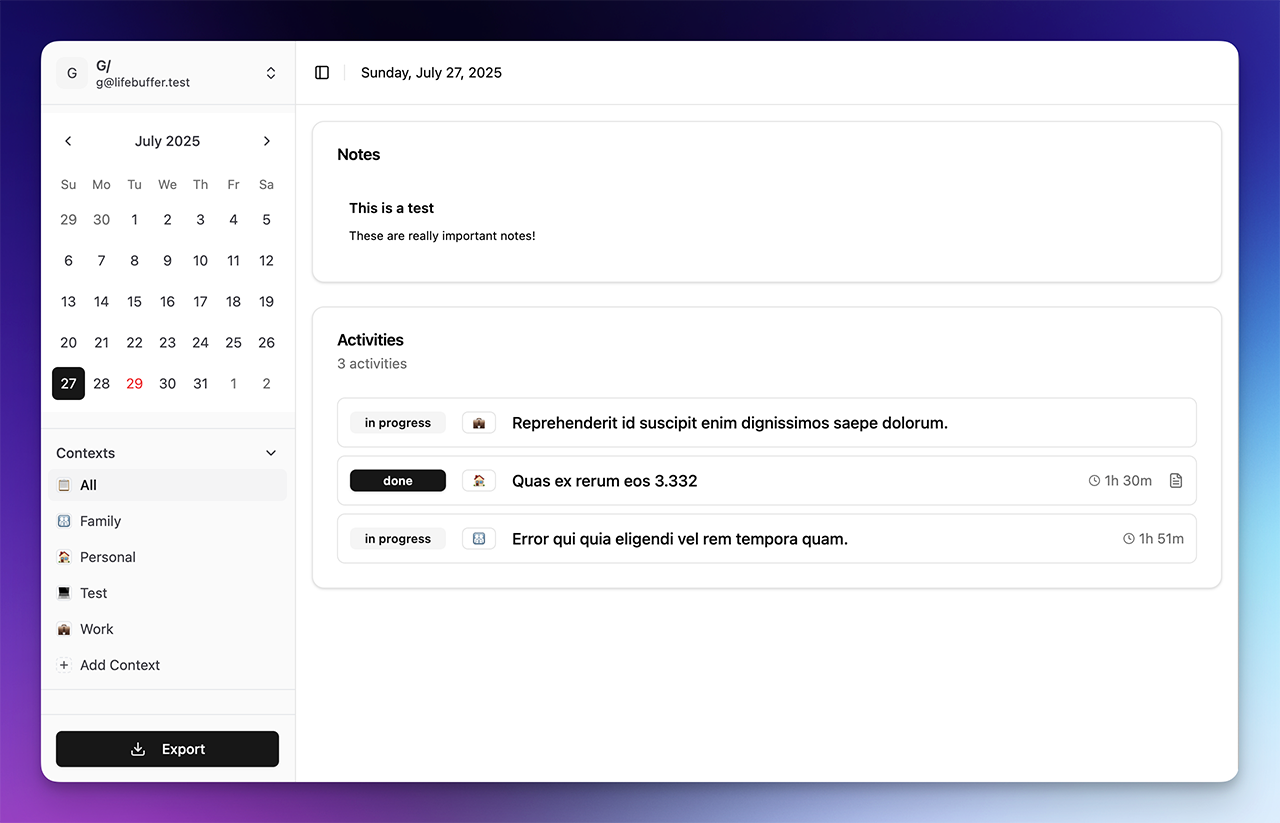 G
G/
g@lifebuffer.test
July 2025
Su Mo Tu We Th Fr Sa
29 30 1 2 3 4 5
6 7 8 9 10 11 12
13 14 15 16 17 18 19
20 21 22 23 24 25 26
27 28 29 30 31 1 2
Contexts
All
Family
Personal
Test
Work
Add Context
Export
Sunday, July 27, 2025
Notes
This is a test
These are really important notes!
Activities
3 activities
in progress Reprehenderit id suscipit enim dignissimos saepe dolorum.
done Quas ex rerum eos 3.332 1h 30m
in progress Error qui quia eligendi vel rem tempora quam. 1h 51m